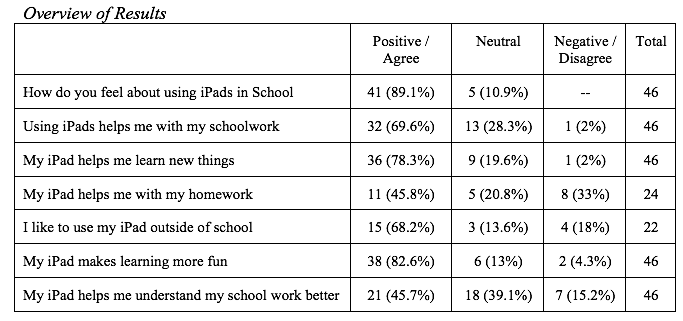 Overview of Results
Positive / Agree Neutral Negative / Disagree Total
How do you feel about using iPads in School 41 (89.1%) 5 (10.9%) -- 46
Using iPads helps me with my schoolwork 32 (69.6%) 13 (28.3%) 1 (2%) 46
My iPad helps me learn new things 36 (78.3%) 9 (19.6%) 1 (2%) 46
My iPad helps me with my homework 11 (45.8%) 5 (20.8%) 8 (33%) 24
I like to use my iPad outside of school 15 (68.2%) 3 (13.6%) 4 (18%) 22
My iPad makes learning more fun 38 (82.6%) 6 (13%) 2 (4.3%) 46
My iPad helps me understand my school work better 21 (45.7%) 18 (39.1%) 7 (15.2%) 46